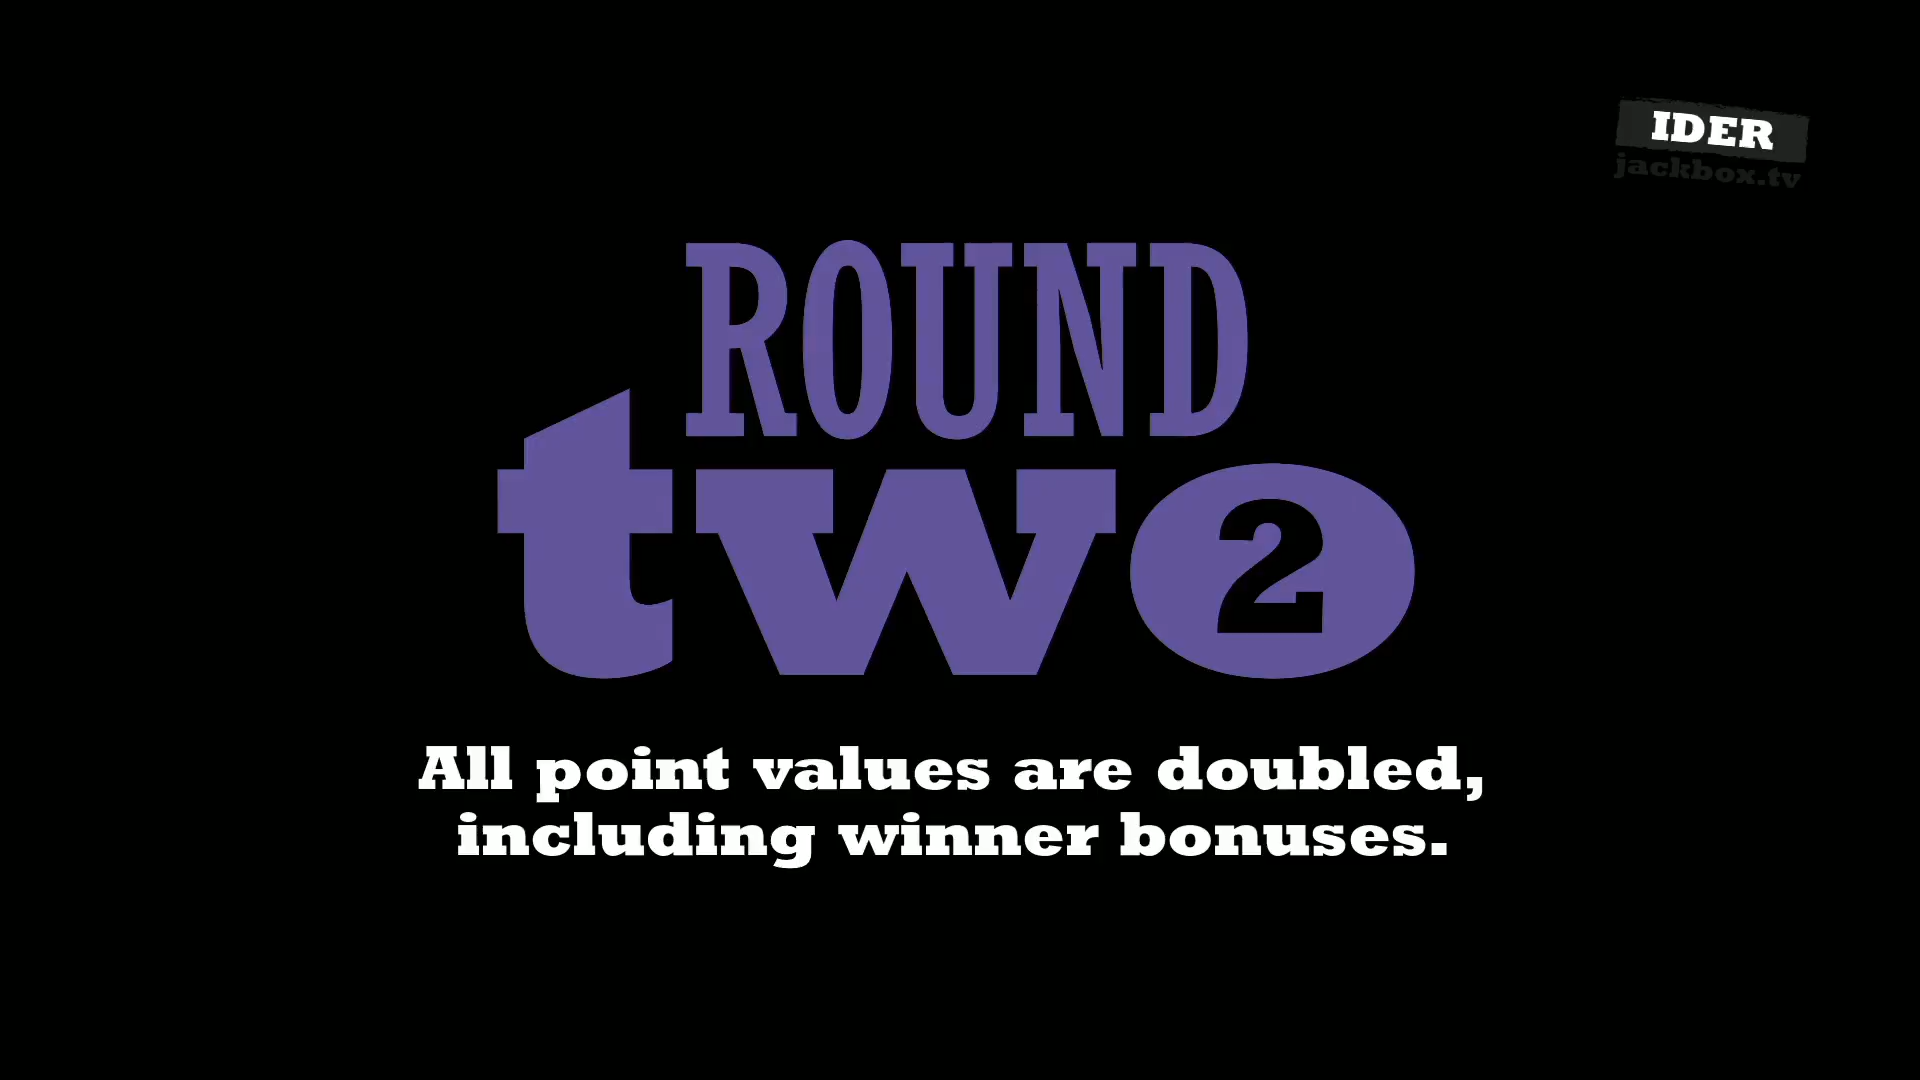 IDER
jackbox.tv
ROUND
two
2
All point values are doubled,
including winner bonuses.